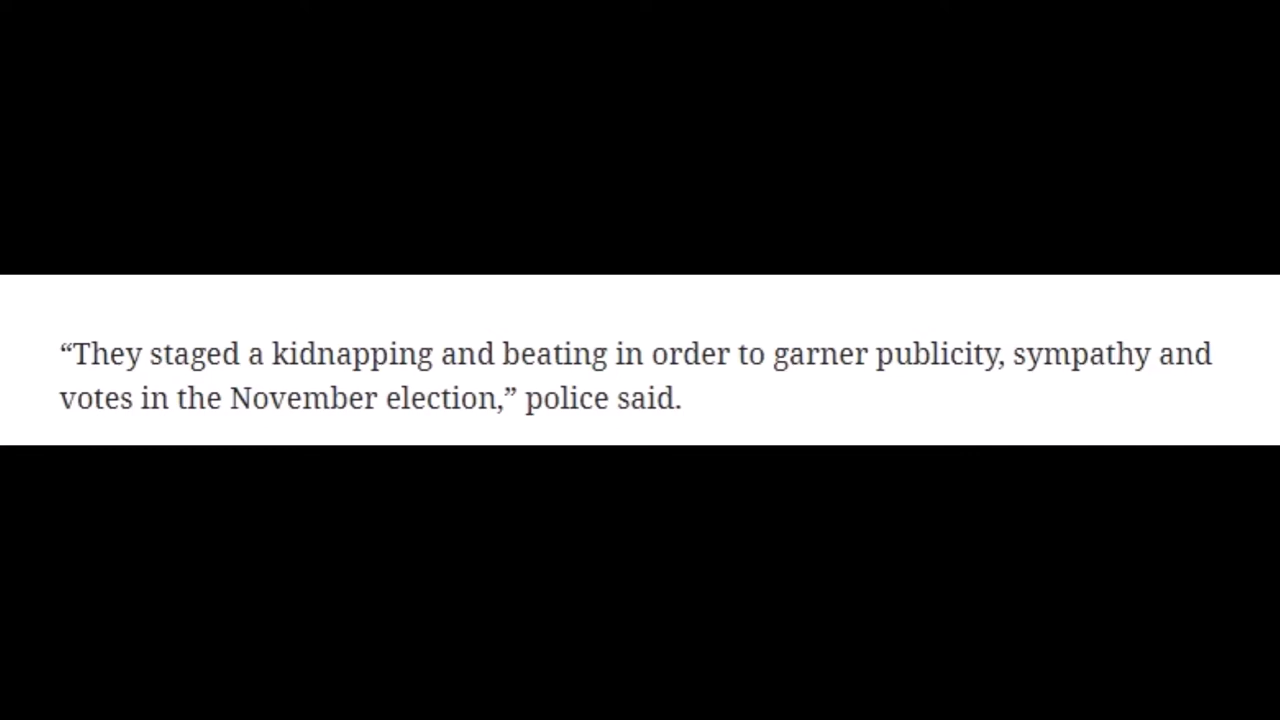 “They staged a kidnapping and beating in order to garner publicity, sympathy and
votes in the November election,” police said.